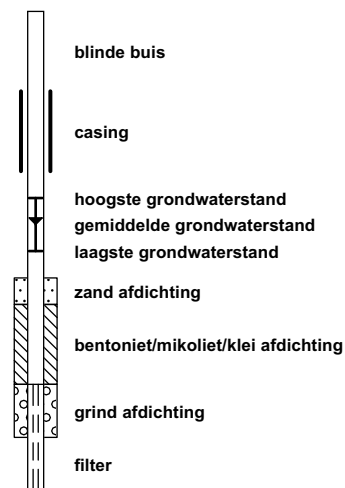 blinde buis
casing
hoogste grondwaterstand
gemiddelde grondwaterstand
laagste grondwaterstand
zand afdichting
bentoniet/mikoliet/klei afdichting
grind afdichting
filter